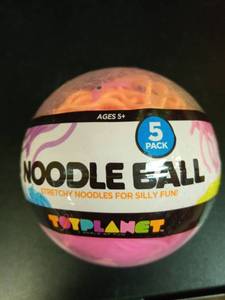 AGES 5+
5
PACK
NOODLE BALL
STRETCHY NOODLES FOR SILLY FUN!
TOYPLANET